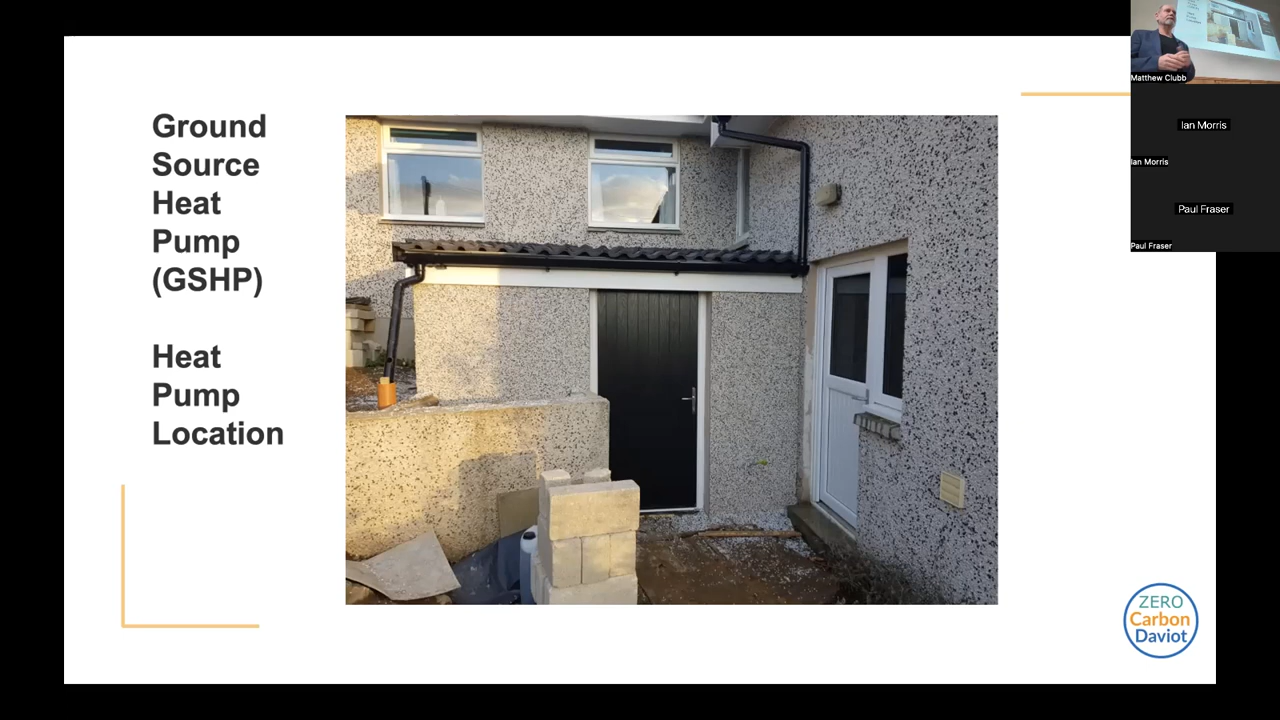 Ground
Source
Heat
Pump
(GSHP)
Heat
Pump
Location
ZERO
Carbon
Daviot
Matthew Clubb
Ian Morris
Ian Morris
Paul Fraser
Paul Fraser